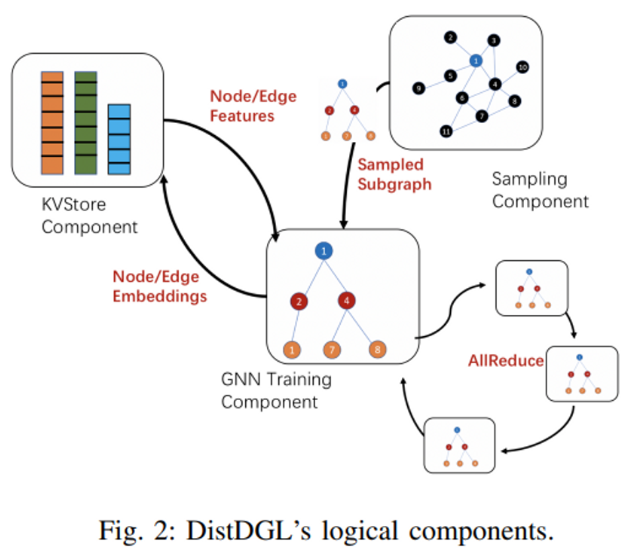 2
3
1
10
5
4
9
6
8
7
11
Node/Edge
Features
Sampled
Subgraph
Sampling
Component
KVStore
Component
Node/Edge
Embeddings
1
2 4
1 7 8
GNN Training
Component
AllReduce
Fig. 2: DistDGL's logical components.